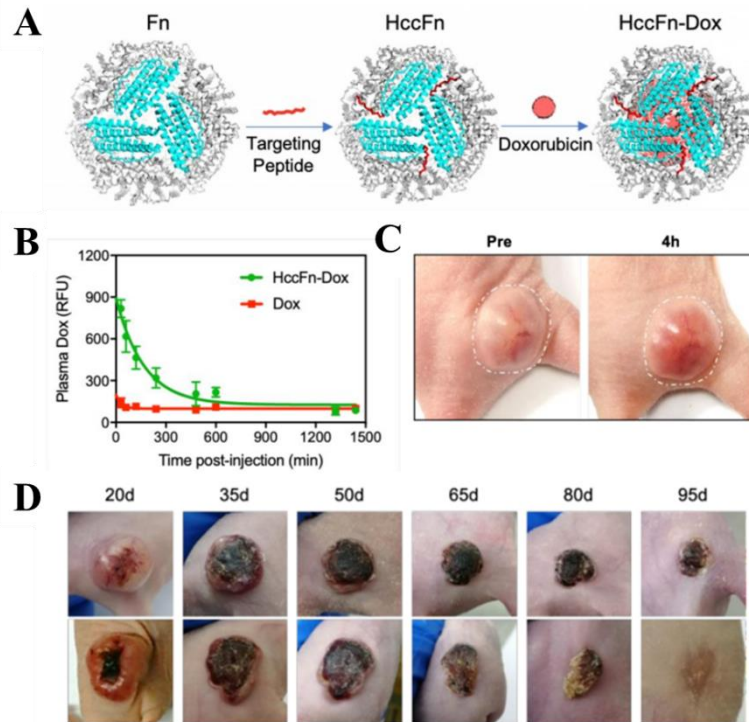 A
Fn
HccFn
HccFn-Dox
Targeting
Peptide
Doxorubicin
B
Plasma Dox (RFU)
1200
900
600
300
0
HccFn-Dox
Dox
0
300
600
900
1200
1500
Time post-injection (min)
C
Pre
4h
D
20d
35d
50d
65d
80d
95d